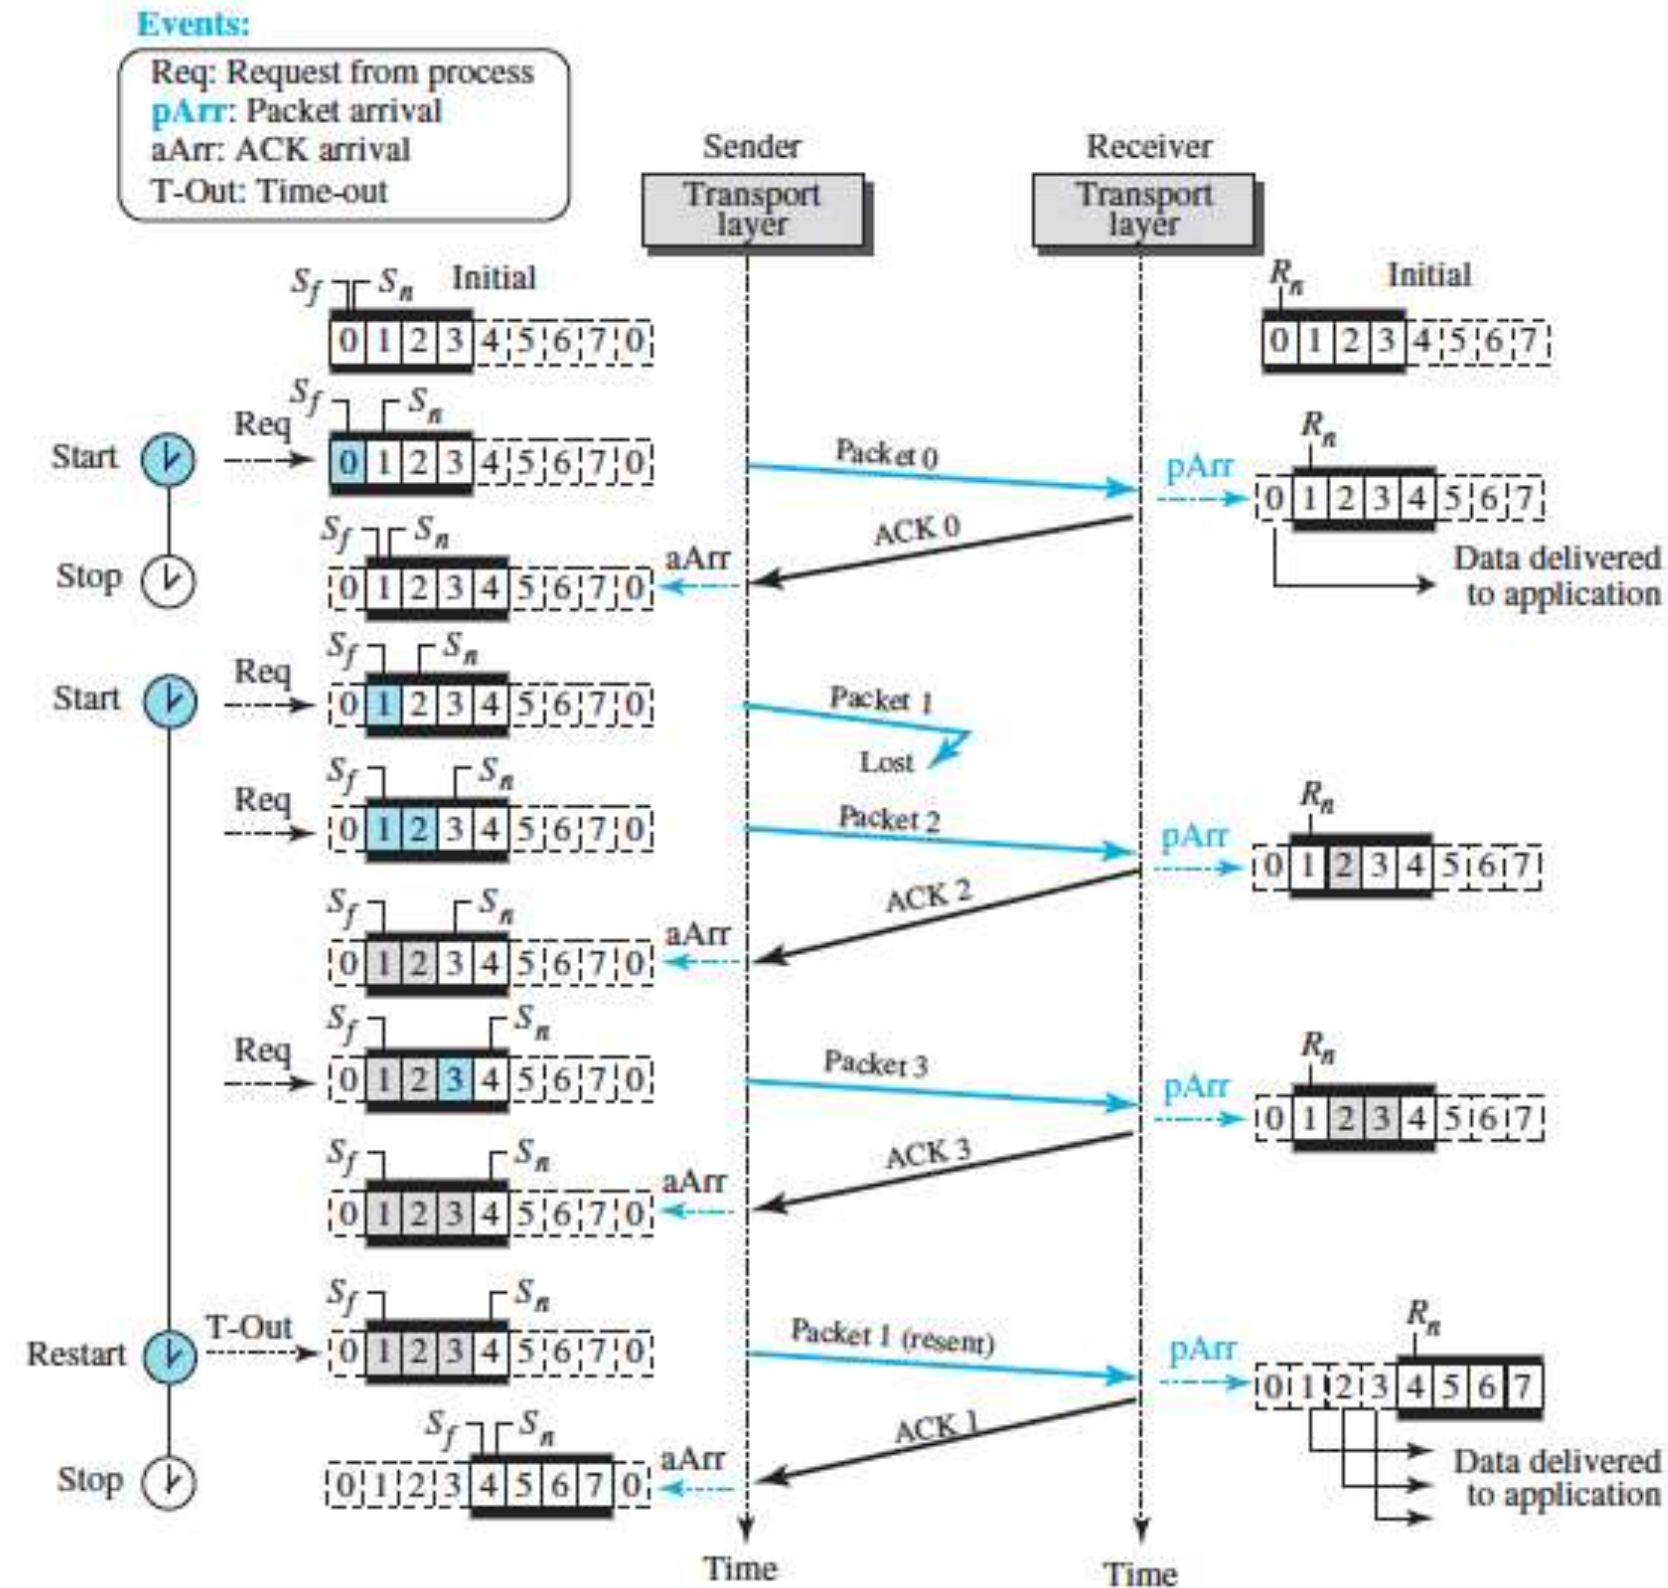 Events:
Req: Request from process
pArr: Packet arrival
aArr: ACK arrival
T-Out: Time-out
Sender
Receiver
Transport layer
Transport layer
Sf Sn Initial
0 1 2 3 4 5 6 7 0
Rn Initial
0 1 2 3 4 5 6 7
Start
Req
Sf Sn
0 1 2 3 4 5 6 7 0
Packet 0
pArr
Rn
0 1 2 3 4 5 6 7
Data delivered
to application
Stop
Sf Sn
0 1 2 3 4 5 6 7 0
aArr
ACK 0
Start
Req
Sf Sn
0 1 2 3 4 5 6 7 0
Packet 1
Lost
Req
Sf Sn
0 1 2 3 4 5 6 7 0
Packet 2
pArr
Rn
0 1 2 3 4 5 6 7
Sf Sn
0 1 2 3 4 5 6 7 0
aArr
ACK 2
Req
Sf Sn
0 1 2 3 4 5 6 7 0
Packet 3
pArr
Rn
0 1 2 3 4 5 6 7
Sf Sn
0 1 2 3 4 5 6 7 0
aArr
ACK 3
Restart
T-Out
Sf Sn
0 1 2 3 4 5 6 7 0
Packet 1 (resent)
pArr
Rn
0 1 2 3 4 5 6 7
Data delivered
to application
Stop
Sf Sn
0 1 2 3 4 5 6 7 0
aArr
ACK 1
Time
Time